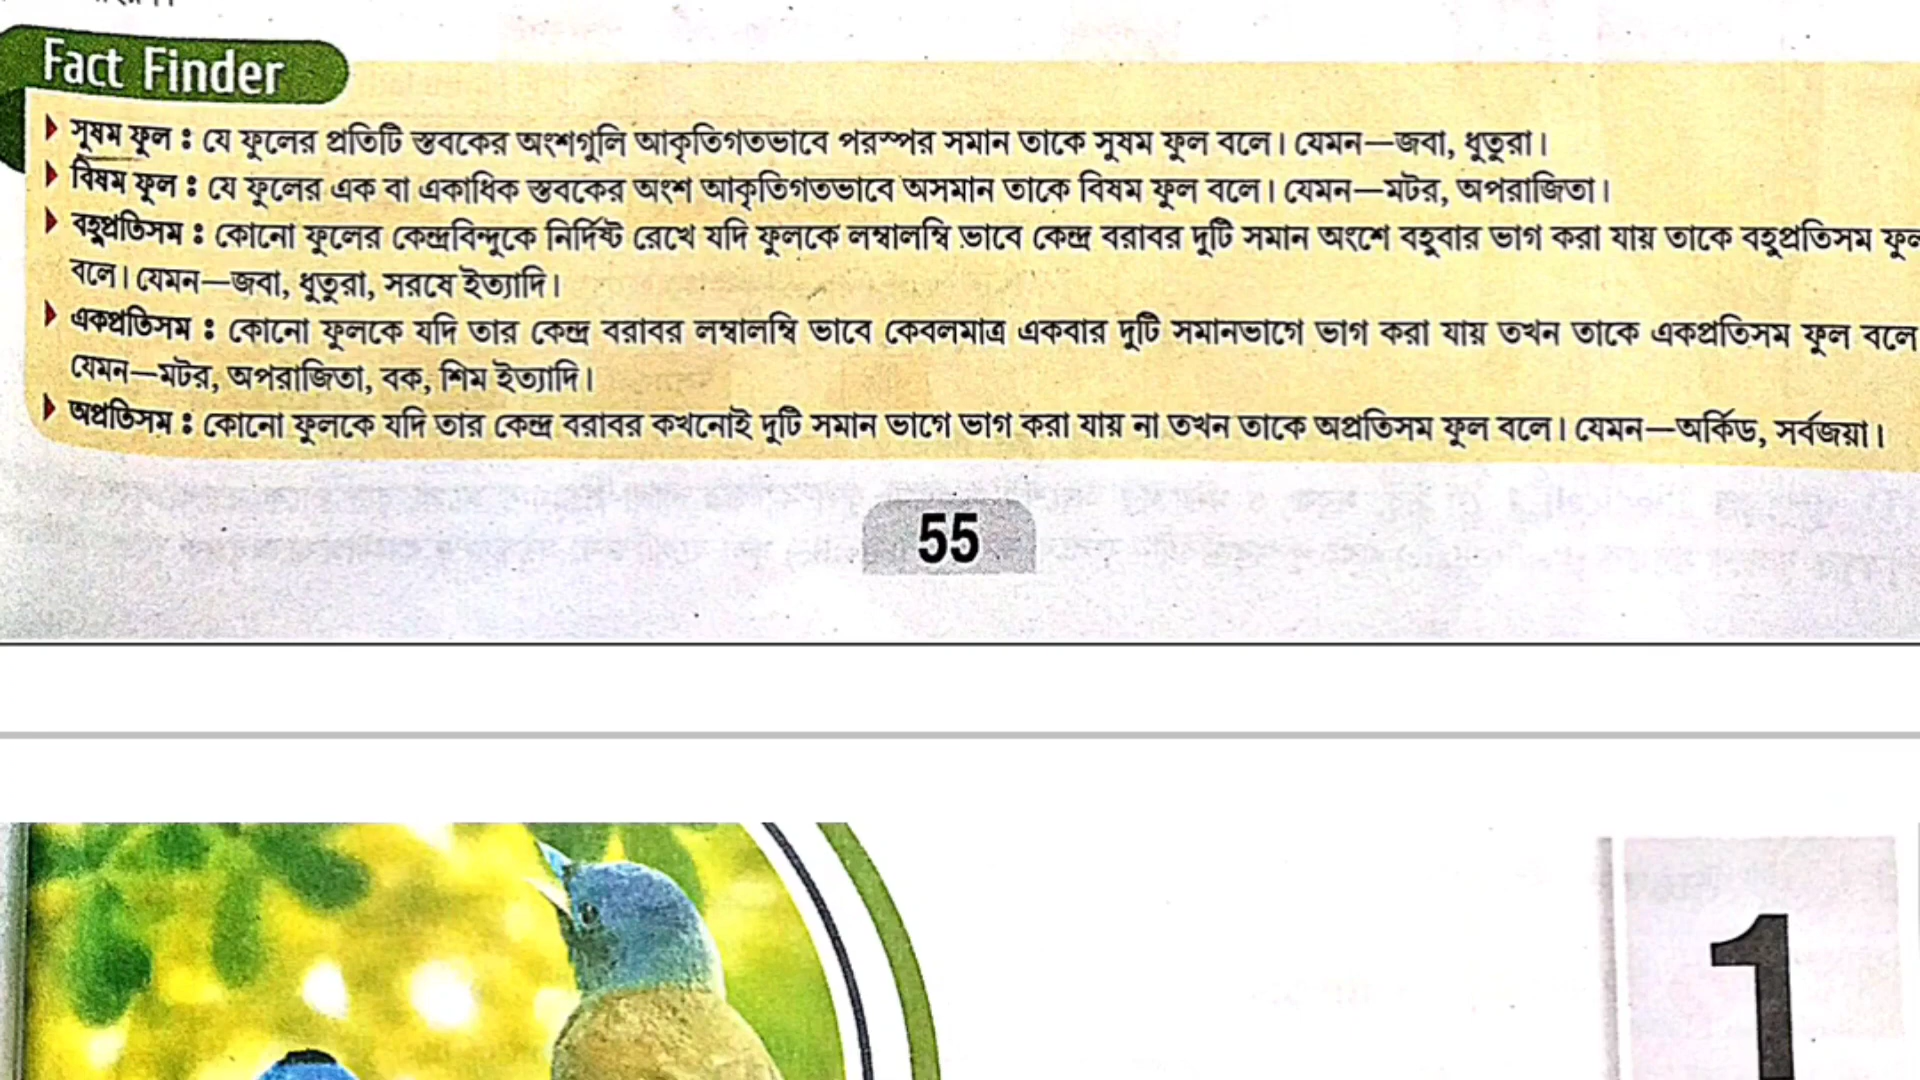 Fact Finder
সুষম ফুল ঃ যে ফুলের প্রতিটি স্তবকের অংশগুলি আকৃতিগতভাবে পরস্পর সমান তাকে সুষম ফুল বলে। যেমন—জবা, ধুতুরা।
বিষম ফুল ঃ যে ফুলের এক বা একাধিক স্তবকের অংশ আকৃতিগতভাবে অসমান তাকে বিষম ফুল বলে। যেমন—মটর, অপরাজিতা।
বহুপ্রতিসম ঃ কোনো ফুলের কেন্দ্রবিন্দুকে নির্দিষ্ট রেখে যদি ফুলকে লম্বালম্বি ভাবে কেন্দ্র বরাবর দুটি সমান অংশে বহুবার ভাগ করা যায় তাকে বহুপ্রতিসম ফুল
বলে। যেমন—জবা, ধুতুরা, সরষে ইত্যাদি।
একপ্রতিসম ঃ কোনো ফুলকে যদি তার কেন্দ্র বরাবর লম্বালম্বি ভাবে কেবলমাত্র একবার দুটি সমানভাগে ভাগ করা যায় তখন তাকে একপ্রতিসম ফুল বলে
যেমন—মটর, অপরাজিতা, বক, শিম ইত্যাদি।
অপ্রতিসম ঃ কোনো ফুলকে যদি তার কেন্দ্র বরাবর কখনোই দুটি সমান ভাগে ভাগ করা যায় না তখন তাকে অপ্রতিসম ফুল বলে। যেমন—অর্কিড, সর্বজয়া।
55
1